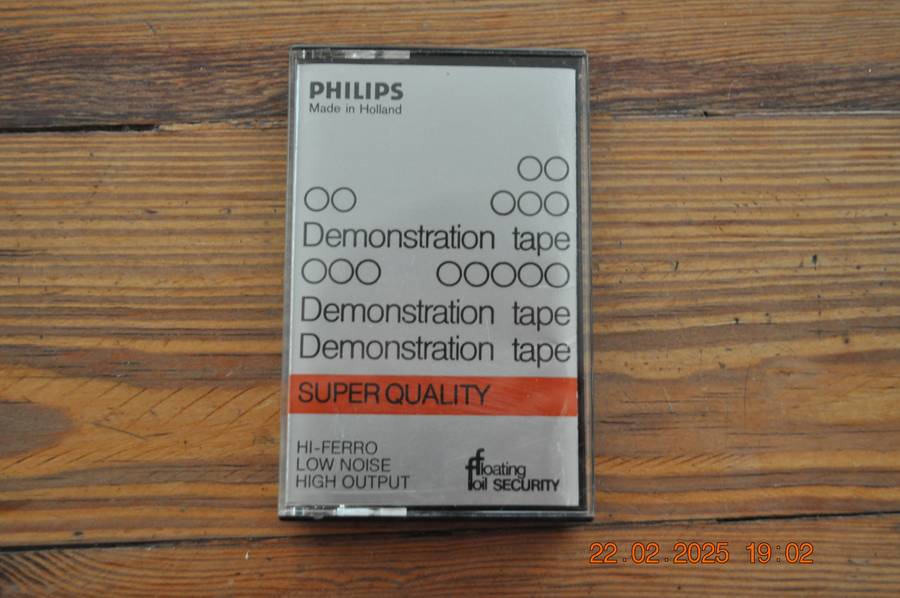 PHILIPS
Made in Holland
Demonstration tape
Demonstration tape
Demonstration tape
SUPER QUALITY
HI-FERRO
LOW NOISE
HIGH OUTPUT
floating
foil SECURITY
22.02.2025 19:02